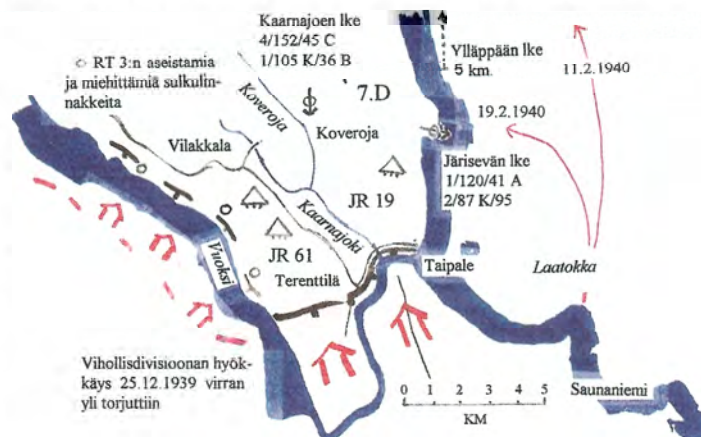 Kaarnajoen lke
4/152/45 C
1/105 K/36 B
RT 3:n aseistamia
ja miehittämiä sulkulin-
nakkeita
Ylläppään lke
5 km.
11.2.1940
7.D
Koveroja
Koveroja
19.2.1940
Vilakkala
Järisevän lke
1/120/41 A
2/87 K/95
JR 19
Kaarnajoki
JR 61
Vuoksi
Terenttilä
Taipale
Laatokka
Vihollisdivisioonan hyök-
käys 25.12.1939 virran
yli torjuttiin
Saunaniemi
0 1 2 3 4 5
KM